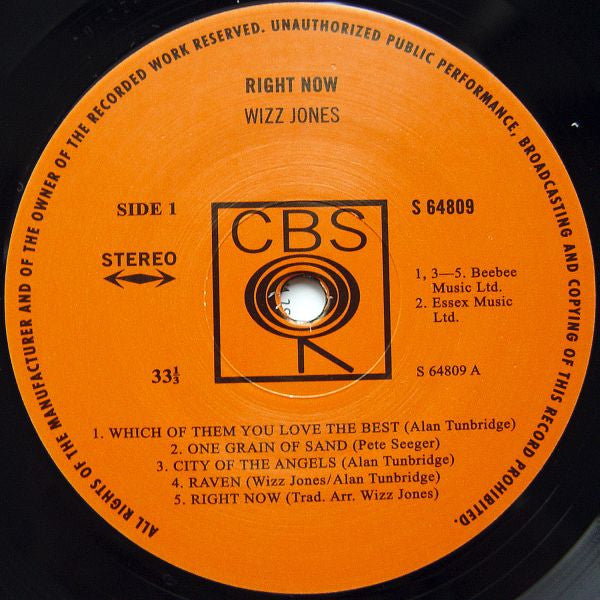 ALL RIGHTS OF THE MANUFACTURER AND OF THE OWNER OF THE RECORDED WORK RESERVED. UNAUTHORIZED PUBLIC PERFORMANCE, BROADCASTING AND COPYING OF THIS RECORD PROHIBITED.
RIGHT NOW
WIZZ JONES
SIDE 1
STEREO
33⅓
CBS
S 64809
1, 3—5. Beebee
Music Ltd.
2. Essex Music
Ltd.
S 64809 A
1. WHICH OF THEM YOU LOVE THE BEST (Alan Tunbridge)
2. ONE GRAIN OF SAND (Pete Seeger)
3. CITY OF THE ANGELS (Alan Tunbridge)
4. RAVEN (Wizz Jones/Alan Tunbridge)
5. RIGHT NOW (Trad. Arr. Wizz Jones)